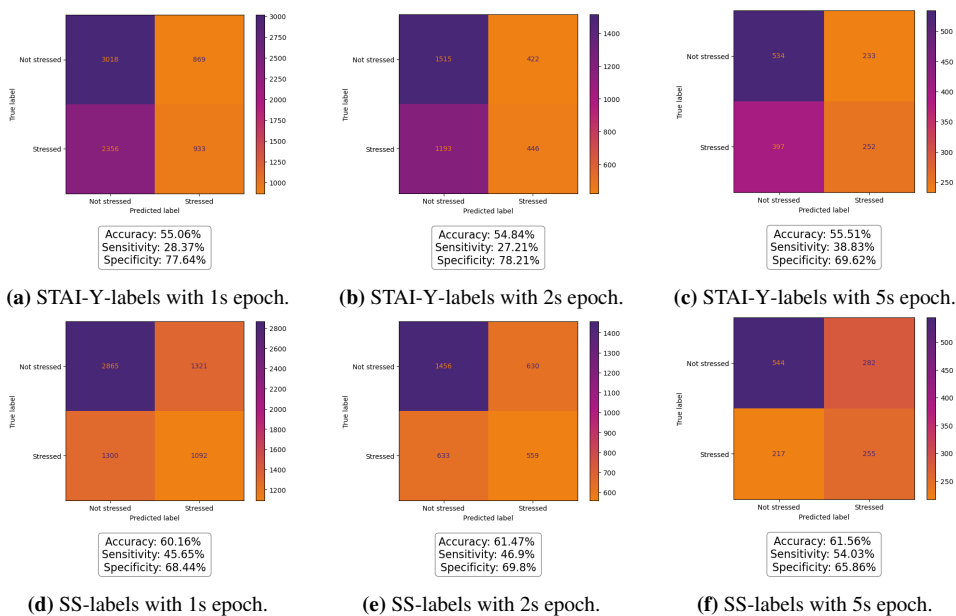 Not stressed
Stressed
True label
3018
869
2356
933
Not stressed
Stressed
Predicted label
3000
2750
2500
2250
2000
1750
1500
1250
1000
Accuracy: 55.06%
Sensitivity: 28.37%
Specificity: 77.64%
(a) STAI-Y-labels with 1s epoch.
Not stressed
Stressed
True label
1515
422
1193
446
Not stressed
Stressed
Predicted label
1400
1200
1000
800
600
Accuracy: 54.84%
Sensitivity: 27.21%
Specificity: 78.21%
(b) STAI-Y-labels with 2s epoch.
Not stressed
Stressed
True label
534
233
397
252
Not stressed
Stressed
Predicted label
500
450
400
350
300
250
Accuracy: 55.51%
Sensitivity: 38.83%
Specificity: 69.62%
(c) STAI-Y-labels with 5s epoch.
Not stressed
Stressed
True label
2865
1321
1300
1092
Not stressed
Stressed
Predicted label
2800
2600
2400
2200
2000
1800
1600
1400
1200
Accuracy: 60.16%
Sensitivity: 45.65%
Specificity: 68.44%
(d) SS-labels with 1s epoch.
Not stressed
Stressed
True label
1456
630
633
559
Not stressed
Stressed
Predicted label
1400
1300
1200
1100
1000
900
800
700
600
Accuracy: 61.47%
Sensitivity: 46.9%
Specificity: 69.8%
(e) SS-labels with 2s epoch.
Not stressed
Stressed
True label
544
282
217
255
Not stressed
Stressed
Predicted label
500
450
400
350
300
250
Accuracy: 61.56%
Sensitivity: 54.03%
Specificity: 65.86%
(f) SS-labels with 5s epoch.